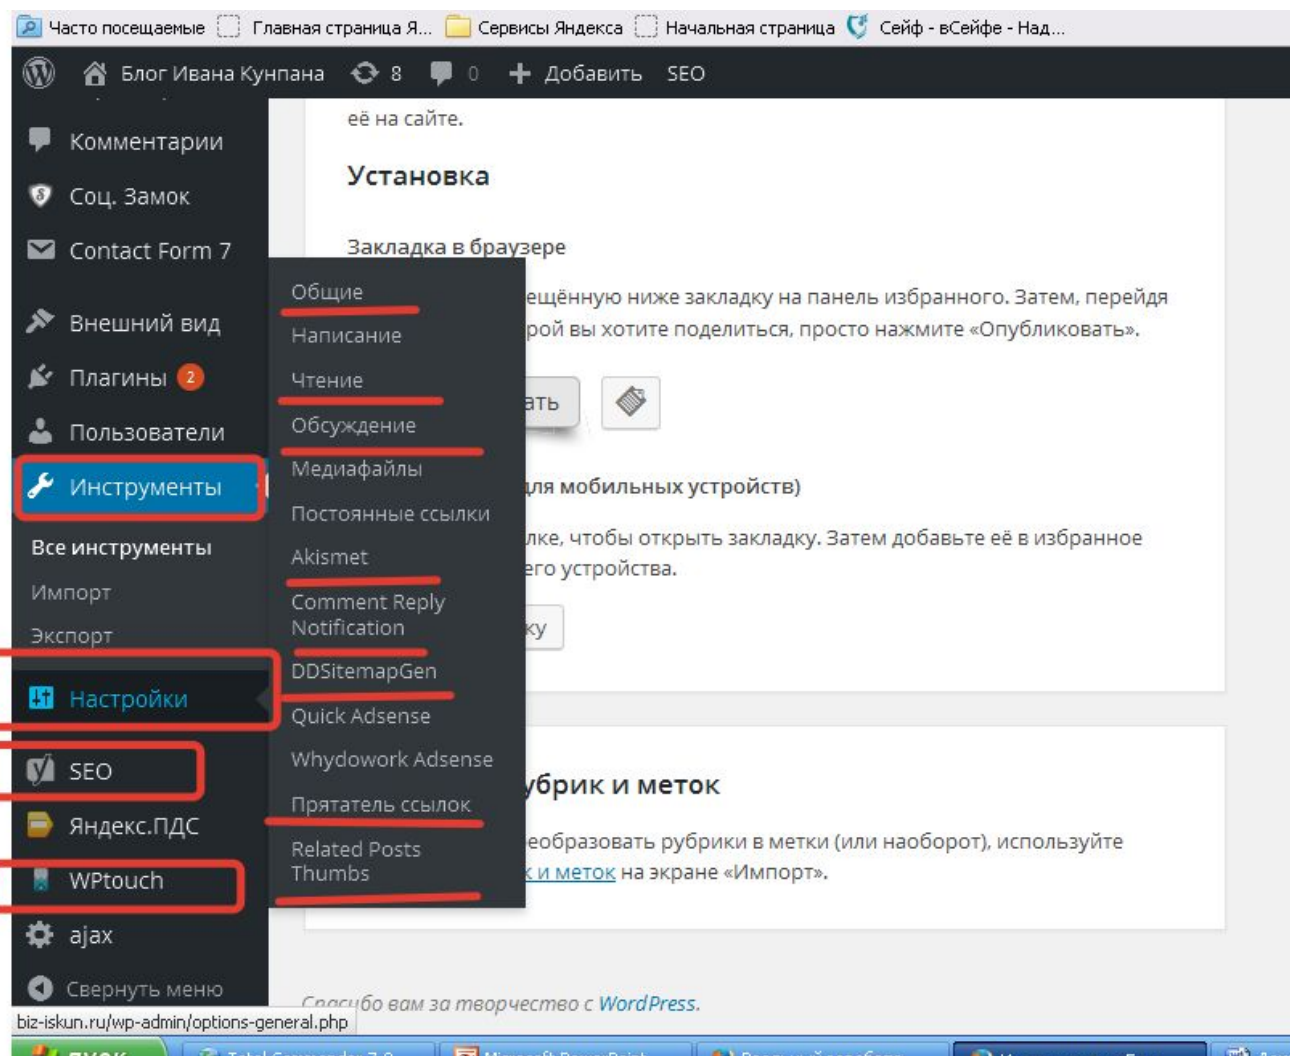 Часто посещаемые Главная страница Я... Сервисы Яндекса Начальная страница Сейф - вСейфе - Над...
Блог Ивана Кунпана 8 0 + Добавить SEO
её на сайте.
Комментарии
Установка
Соц. Замок
Contact Form 7
Закладка в браузере
Общие
ещённую ниже закладку на панель избранного. Затем, перейдя
Внешний вид
Написание
рой вы хотите поделиться, просто нажмите «Опубликовать».
Плагины 2
Чтение
ать
Пользователи
Обсуждение
Медиафайлы
Инструменты
для мобильных устройств)
Постоянные ссылки
Все инструменты
лке, чтобы открыть закладку. Затем добавьте её в избранное
Akismet
его устройства.
Импорт
Comment Reply
Notification
Экспорт
ку
DDSitemapGen
Настройки
Quick Adsense
Whydowork Adsense
SEO
убрик и меток
Прятатель ссылок
Яндекс.ПДС
еобразовать рубрики в метки (или наоборот), используйте
Related Posts
Thumbs
к и меток на экране «Импорт».
WPtouch
ajax
Свернуть меню
Спасибо вам за творчество с WordPress.
biz-iskun.ru/wp-admin/options-general.php